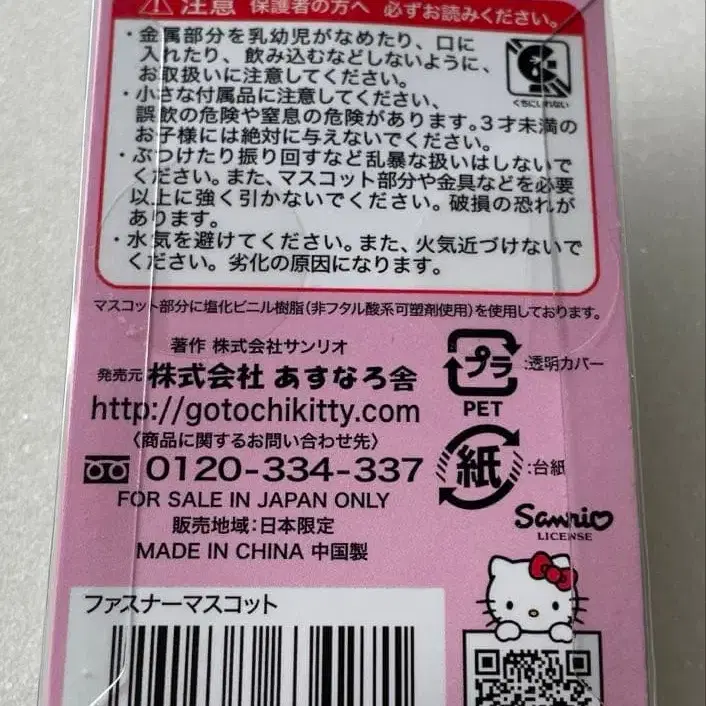 ⚠注意 保護者の方へ 必ずお読みください。
・金属部分を乳幼児がなめたり、口に
入れたり、飲み込むなどしないように、
お取扱いに注意してください。
くちにいれない
・小さな付属品に注意してください、
誤飲の危険や窒息の危険があります。3才未満の
お子様には絶対に与えないでください。
・ぶつけたり振り回すなど乱暴な扱いはしないで
ください。また、マスコット部分や金具などを必要
以上に強く引かないでください。破損の恐れが
あります。
・水気を避けてください。また、火気近づけないで
ください。劣化の原因になります。
マスコット部分に塩化ビニル樹脂(非フタル酸系可塑剤使用)を使用しております。
著作 株式会社サンリオ
発売元 株式会社 あすなろ舎
http://gotochikitty.com
〈商品に関するお問い合わせ先〉
0120-334-337
FOR SALE IN JAPAN ONLY
販売地域:日本限定
MADE IN CHINA 中国製
プラ :透明カバー
PET
紙 :台紙
Sanrio
LICENSE
ファスナーマスコット